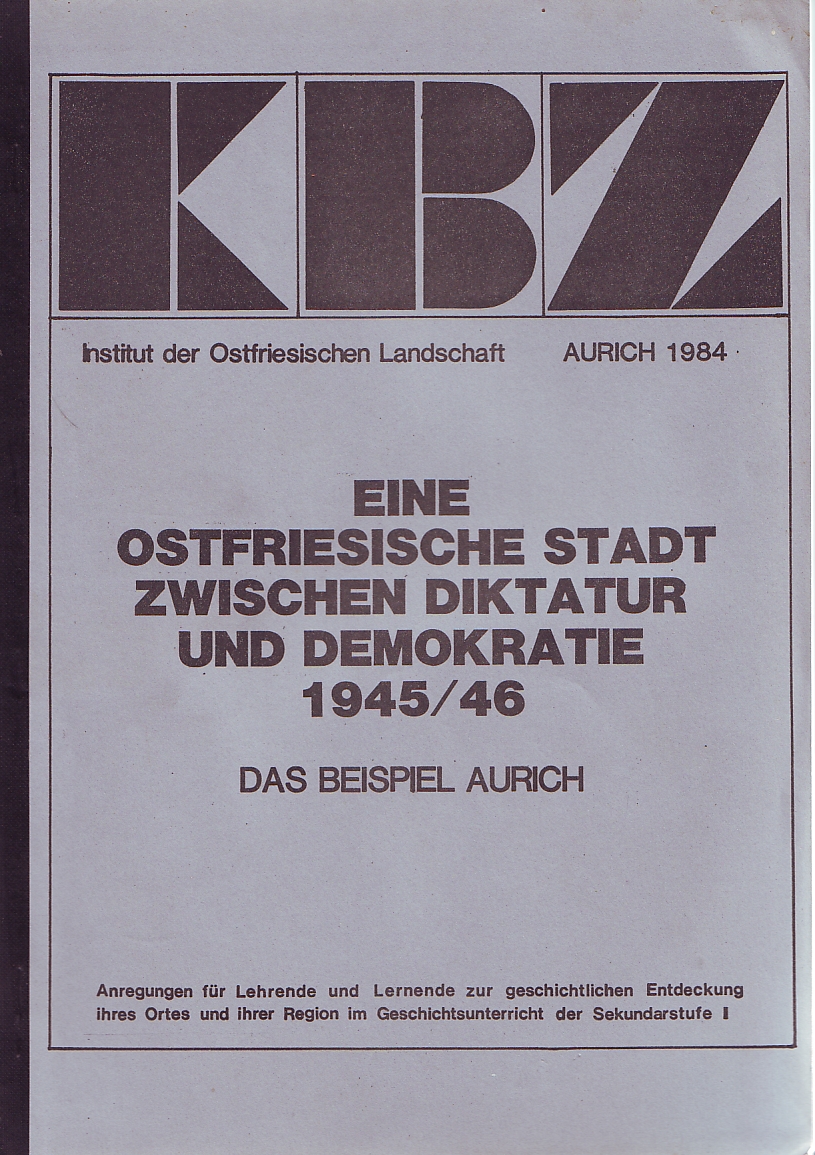 KBZ
Institut der Ostfriesischen Landschaft AURICH 1984
EINE
OSTFRIESISCHE STADT
ZWISCHEN DIKTATUR
UND DEMOKRATIE
1945/46
DAS BEISPIEL AURICH
Anregungen für Lehrende und Lernende zur geschichtlichen Entdeckung
ihres Ortes und ihrer Region im Geschichtsunterricht der Sekundarstufe I